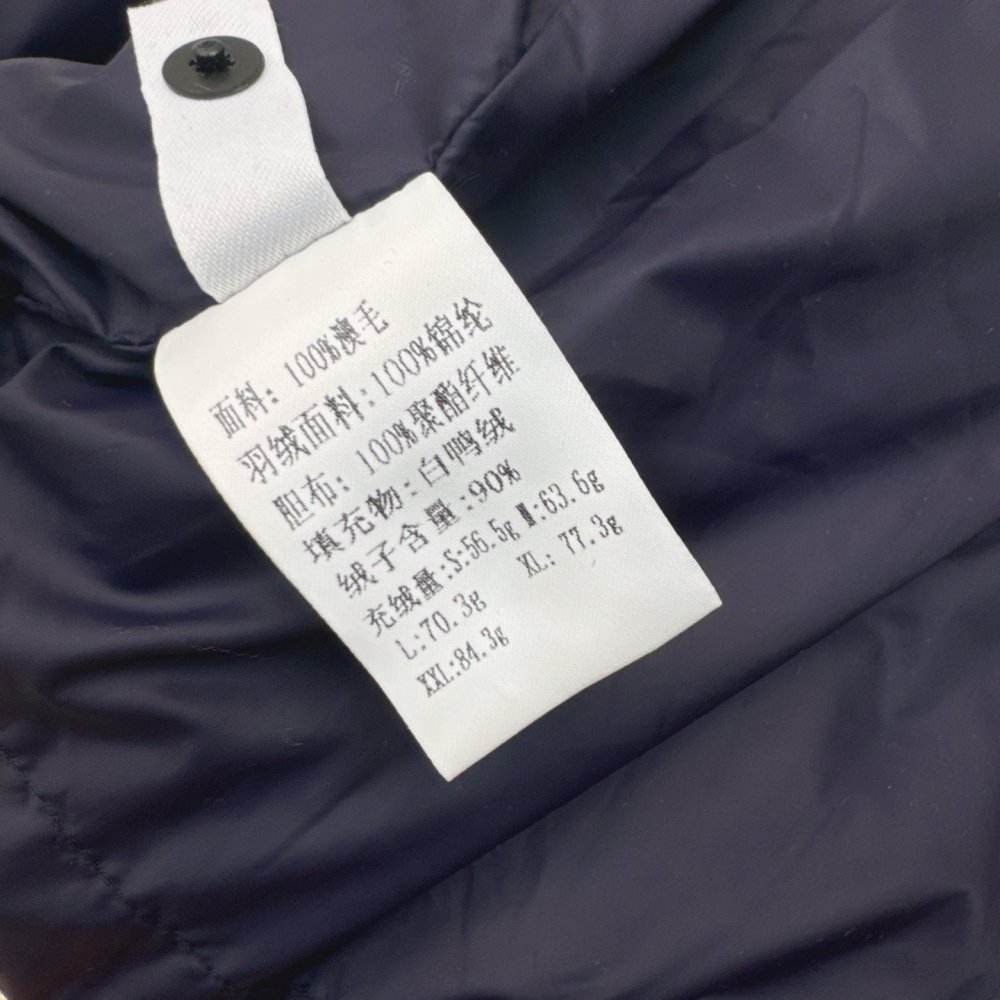 面料: 100%澳毛
羽绒面料:100%锦纶
胆布: 100%聚酯纤维
填充物:白鸭绒
绒子含量:90%
充绒量:S:56.5g M:63.6g
L:70.3g XL: 77.3g
XXL:84.3g